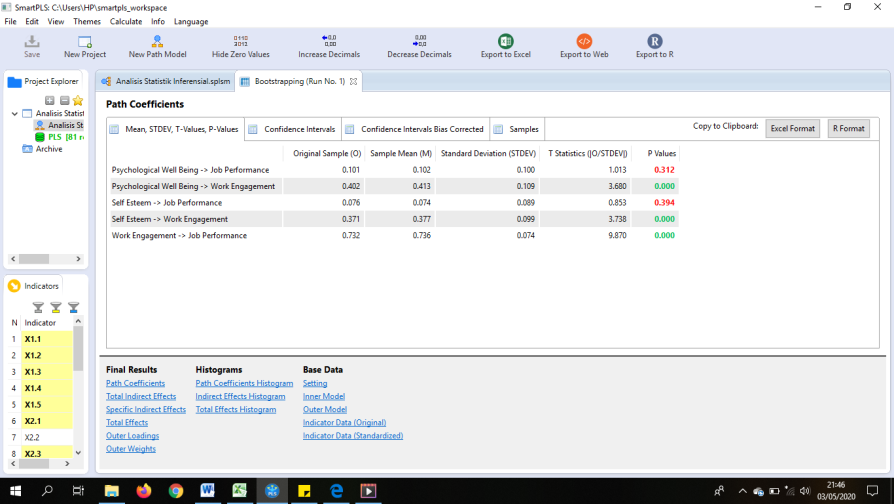 SmartPLS: C:\Users\HP\smartpls_workspace
File Edit View Themes Calculate Info Language
Save New Project New Path Model Hide Zero Values Increase Decimals Decrease Decimals Export to Excel Export to Web Export to R
Project Explorer
Analisis Statist
Analisis St
PLS [81 r
Archive
Indicators
N Indicator
1 X1.1
2 X1.2
3 X1.3
4 X1.4
5 X1.5
6 X2.1
7 X2.2
8 X2.3
Analisis Statistik Inferensial.splsm Bootstrapping (Run No. 1)
Path Coefficients
Mean, STDEV, T-Values, P-Values Confidence Intervals Confidence Intervals Bias Corrected Samples Copy to Clipboard: Excel Format R Format
Original Sample (O) Sample Mean (M) Standard Deviation (STDEV) T Statistics (|O/STDEV|) P Values
Psychological Well Being -> Job Performance 0.101 0.102 0.100 1.013 0.312
Psychological Well Being -> Work Engagement 0.402 0.413 0.109 3.680 0.000
Self Esteem -> Job Performance 0.076 0.074 0.089 0.853 0.394
Self Esteem -> Work Engagement 0.371 0.377 0.099 3.738 0.000
Work Engagement -> Job Performance 0.732 0.736 0.074 9.870 0.000
Final Results Histograms Base Data
Path Coefficients Path Coefficients Histogram Setting
Total Indirect Effects Indirect Effects Histogram Inner Model
Specific Indirect Effects Total Effects Histogram Outer Model
Total Effects Indicator Data (Original)
Outer Loadings Indicator Data (Standardized)
Outer Weights
21:46
03/05/2020